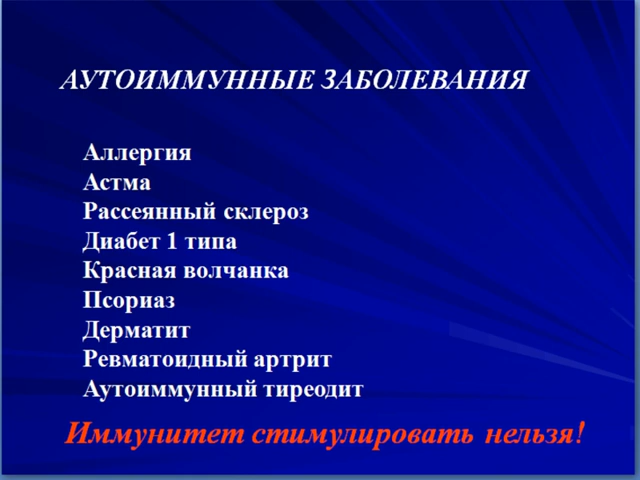 АУТОИММУННЫЕ ЗАБОЛЕВАНИЯ
Аллергия
Астма
Рассеянный склероз
Диабет 1 типа
Красная волчанка
Псориаз
Дерматит
Ревматоидный артрит
Аутоиммунный тиреодит
Иммунитет стимулировать нельзя!